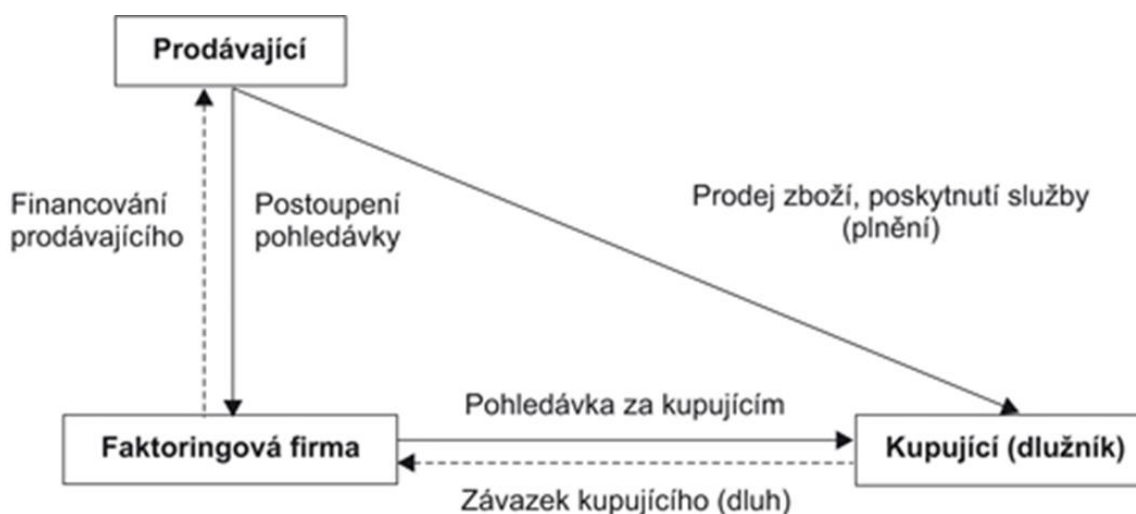 Prodávající
Financování
prodávajícího
Postoupení
pohledávky
Prodej zboží, poskytnutí služby
(plnění)
Pohledávka za kupujícím
Faktoringová firma
Kupující (dlužník)
Závazek kupujícího (dluh)